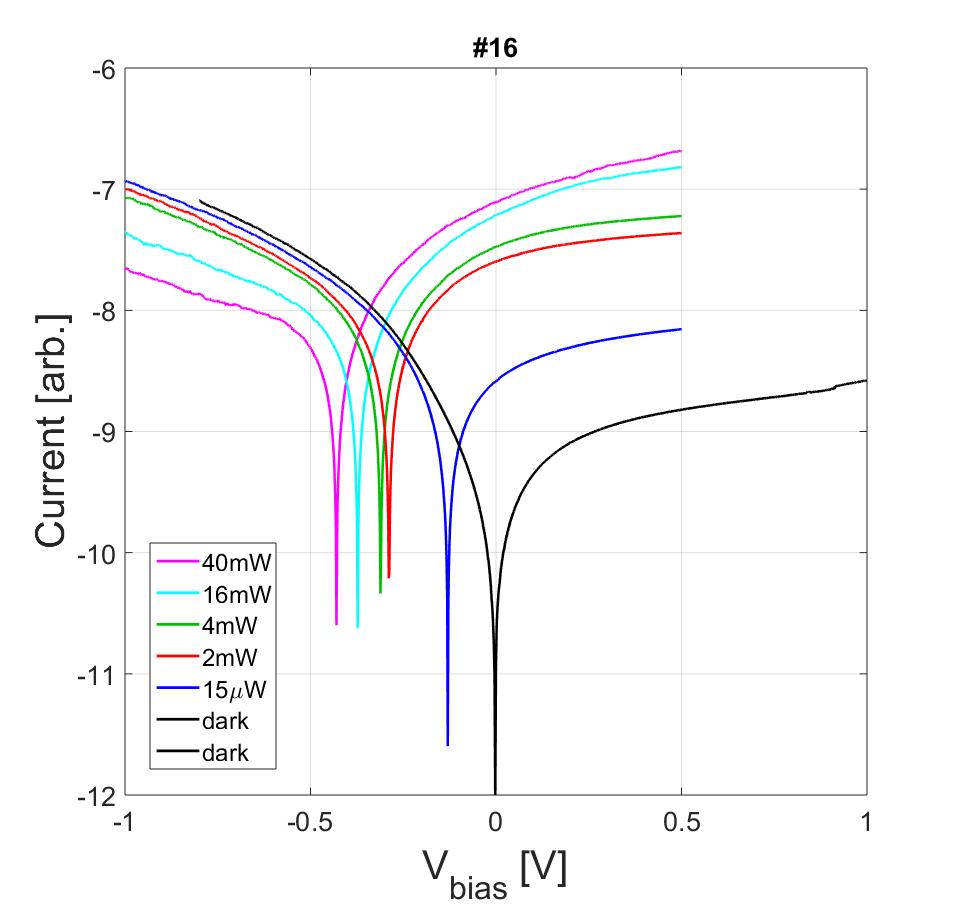 #16
-6
-7
-8
-9
-10
-11
-12
Current [arb.]
40mW
16mW
4mW
2mW
15μW
dark
dark
-1
-0.5
0
0.5
1
V_bias [V]